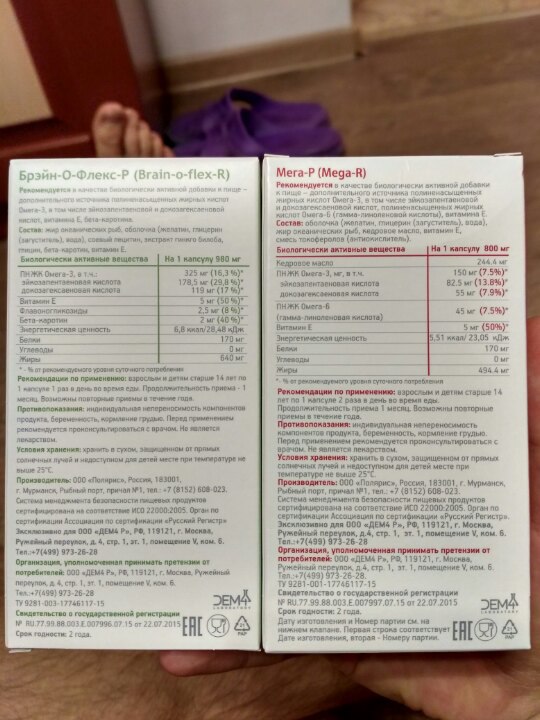 Брэйн-О-Флекс-Р (Brain-o-flex-R)
Рекомендуется в качестве биологически активной добавки к пище –
дополнительного источника полиненасыщенных жирных кислот
Омега-3, в том числе эйкозапентаеновой и докозагексаеновой
кислот, витамина Е, бета-каротина.
Состав: жир океанических рыб, оболочка (желатин, глицерин
(загуститель), вода), соевый лецитин, экстракт гинкго билоба,
глицин, бета-каротин, витамин Е.
Биологически активные вещества На 1 капсулу 980 мг
ПНЖК Омега-3, в т.ч.: 325 мг (16,3 %)*
эйкозапентаеновая кислота 178,5 мг (29,8 %)*
докозагексаеновая кислота 119 мг (17 %)*
Витамин Е 5 мг (50%)*
Флавоногликозиды 2,5 мг (8%)*
Бета-каротин 2 мг (40 %)*
Энергетическая ценность 6,8 ккал/28,48 кДж
Белки 170 мг
Углеводы 0 мг
Жиры 640 мг
* - % от рекомендуемого уровня суточного потребления
Рекомендации по применению: взрослым и детям старше 14 лет по
1 капсуле 1 раз в день во время еды. Продолжительность приема - 1
месяц. Возможны повторные приемы в течение года.
Противопоказания: индивидуальная непереносимость компонентов
продукта, беременность, кормление грудью. Перед применением
рекомендуется проконсультироваться с врачом. Не является
лекарством.
Условия хранения: хранить в сухом, защищенном от прямых
солнечных лучей и недоступном для детей месте при температуре не
выше 25°С.
Производитель: ООО «Полярис», Россия, 183001,
г. Мурманск, Рыбный порт, причал №1, тел.: +7 (8152) 608-023.
Система менеджмента безопасности пищевых продуктов
сертифицирована на соответствие ИСО 22000:2005. Орган по
сертификации Ассоциация по сертификации «Русский Регистр»
Эксклюзивно для ООО «ДЕМ4 Р», РФ, 119121, г. Москва,
Ружейный переулок, д.4, стр. 1, эт. 1, помещение V, ком. 6.
Тел.:+7(499) 973-26-28
Организация, уполномоченная принимать претензии от
потребителей: ООО «ДЕМ4 Р», РФ, 119121, г. Москва, Ружейный
переулок, д.4, стр. 1, эт. 1, помещение V, ком. 6.
Тел.:+7(499) 973-26-28
ТУ 9281-003-17746117-15
Свидетельство о государственной регистрации
№ RU.77.99.88.003.Е.007996.07.15 от 22.07.2015
Срок годности: 2 года.
DEM4
LABORATORY
EAC
21
PAP
Мега-Р (Mega-R)
Рекомендуется в качестве биологически активной добавки
к пище – дополнительного источника полиненасыщенных
жирных кислот Омега-3, в том числе эйкозапентаеновой
и докозагексаеновой кислот, полиненасыщенных жирных
кислот Омега-6 (гамма-линоленовой кислоты), витамина Е.
Состав: оболочка (желатин, глицерин (загуститель), вода),
жир океанических рыб, кедровое масло, витамин Е,
смесь токоферолов (антиокислитель).
Биологически активные вещества На 1 капсулу 800 мг
Кедровое масло 244.4 мг
ПНЖК Омега-3, мг, в т.ч.: 150 мг (7.5%)*
эйкозапентаеновая кислота 82.5 мг (13.8%)*
докозагексаеновая кислота 55 мг (7.9%)*
ПНЖК Омега-6
(гамма-линоленовая кислота) 45 мг (7.5%)*
Витамин Е 5 мг (50%)*
Энергетическая ценность 5,51 ккал/ 23,05 кДж
Белки 170 мг
Углеводы 0 мг
Жиры 494.4 мг
* - % от рекомендуемого уровня суточного потребления
Рекомендации по применению: взрослым и детям старше 14
лет по 1 капсуле 2 раза в день во время еды.
Продолжительность приема 1 месяц. Возможны повторные
приемы в течение года.
Противопоказания: индивидуальная непереносимость
компонентов продукта, беременность, кормление грудью.
Перед применением рекомендуется проконсультироваться с
врачом. Не является лекарством.
Условия хранения: хранить в сухом, защищенном от прямых
солнечных лучей и недоступном для детей месте при
температуре не выше 25°С.
Производитель: ООО «Полярис», Россия, 183001, г. Мурманск,
Рыбный порт, причал №1, тел.: +7 (8152) 608-023.
Система менеджмента безопасности пищевых продуктов
сертифицирована на соответствие ИСО 22000:2005. Орган по
сертификации Ассоциация по сертификации «Русский Регистр».
Эксклюзивно для ООО «ДЕМ4 Р», РФ, 119121, г. Москва,
Ружейный переулок, д.4, стр. 1, эт. 1, помещение V, ком. 6.
Тел.:+7(499) 973-26-28
Организация, уполномоченная принимать претензии от
потребителей: ООО «ДЕМ4 Р», РФ, 119121, г. Москва,
Ружейный переулок, д.4, стр. 1, эт. 1, помещение V, ком. 6.
Тел.:+7(499) 973-26-28
ТУ 9281-001-17746117-15
Свидетельство о государственной регистрации
№ RU.77.99.88.003.Е.007997.07.15 от 22.07.2015
Срок годности: 2 года.
Дату изготовления и Номер партии см. на
нижнем клапане. Первая строка соответствует
Дате изготовления, вторая - Номеру партии.
DEM4
LABORATORY
EAC
21
PAP